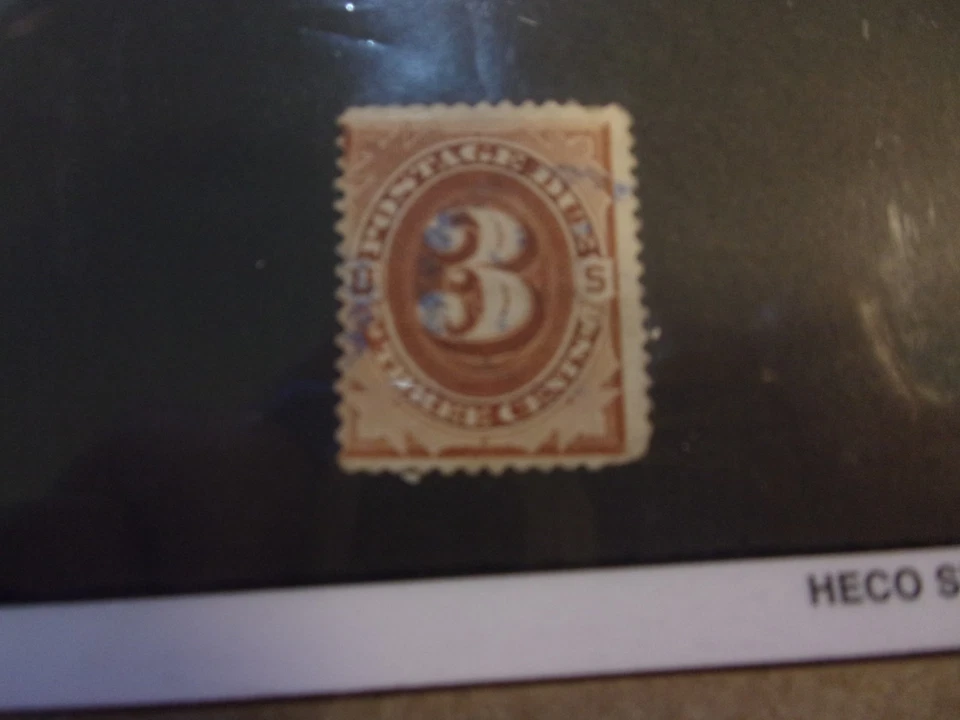 POSTAGE DUE
U S
3
THREE CENTS
HECO S